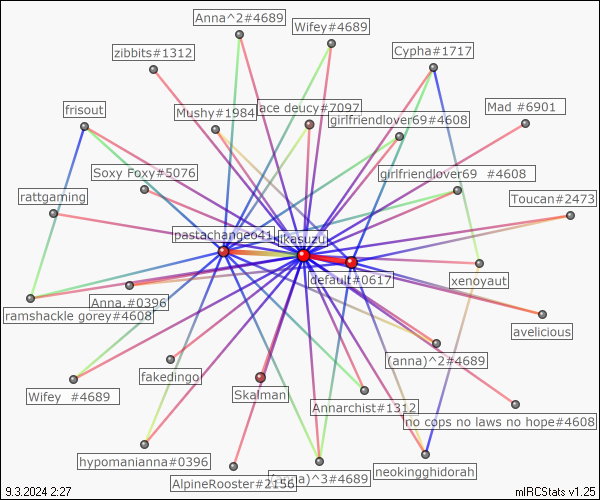 Anna^2#4689
Wifey#4689
zibbits#1312
Cypha#1717
frisout
Mushy#1984
ace deucy#7097
girlfriendlover69#4608
Mad #6901
Soxy Foxy#5076
girlfriendlover69 #4608
rattgaming
Toucan#2473
pastachange041
ikasuzu
default#0617
xenoyaut
Anna.#0396
ramshackle gorey#4608
avelicious
(anna)^2#4689
fakedingo
Wifey #4689
Skalman
Annarchist#1312
no cops no laws no hope#4608
hypomanianna#0396
neokingghidorah
AlpineRooster#2156
^3#4689
9.3.2024 2:27
mIRCStats v1.25